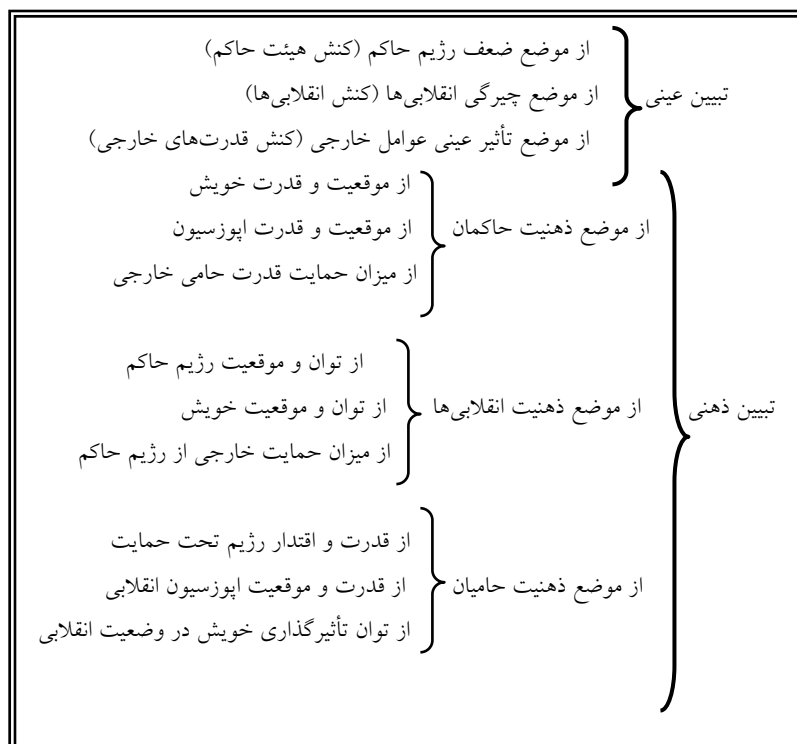 از موضع ضعف رژیم حاکم (کنش هیئت حاکم)
تبیین عینی
از موضع چیرگی انقلابی‌ها (کنش انقلابی‌ها)
از موضع تأثیر عینی عوامل خارجی (کنش قدرت‌های خارجی)
از موقعیت و قدرت خویش
از موضع ذهنیت حاکمان
از موقعیت و قدرت اپوزسیون
از میزان حمایت قدرت حامی خارجی
از توان و موقعیت رژیم حاکم
تبیین ذهنی
از موضع ذهنیت انقلابی‌ها
از توان و موقعیت خویش
از میزان حمایت خارجی از رژیم حاکم
از قدرت و اقتدار رژیم تحت حمایت
از موضع ذهنیت حامیان
از قدرت و موقعیت اپوزسیون انقلابی
از توان تأثیرگذاری خویش در وضعیت انقلابی